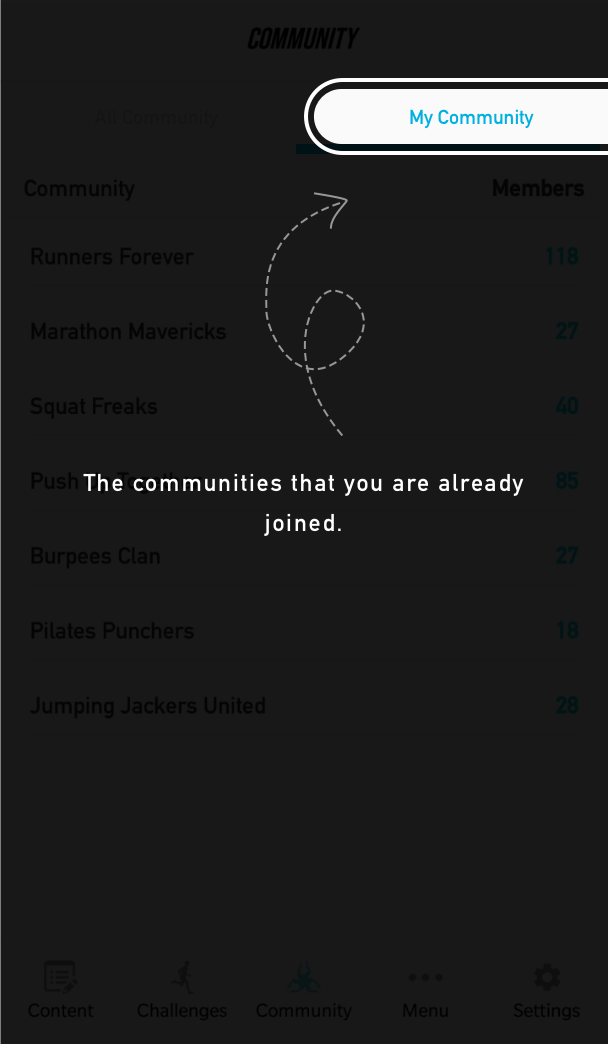 COMMUNITY
All Community
My Community
Community Members
Runners Forever 118
Marathon Mavericks 27
Squat Freaks 40
Push Up 85
The communities that you are already
joined.
Burpees Clan 27
Pilates Punchers 18
Jumping Jackers United 28
Content Challenges Community Menu Settings